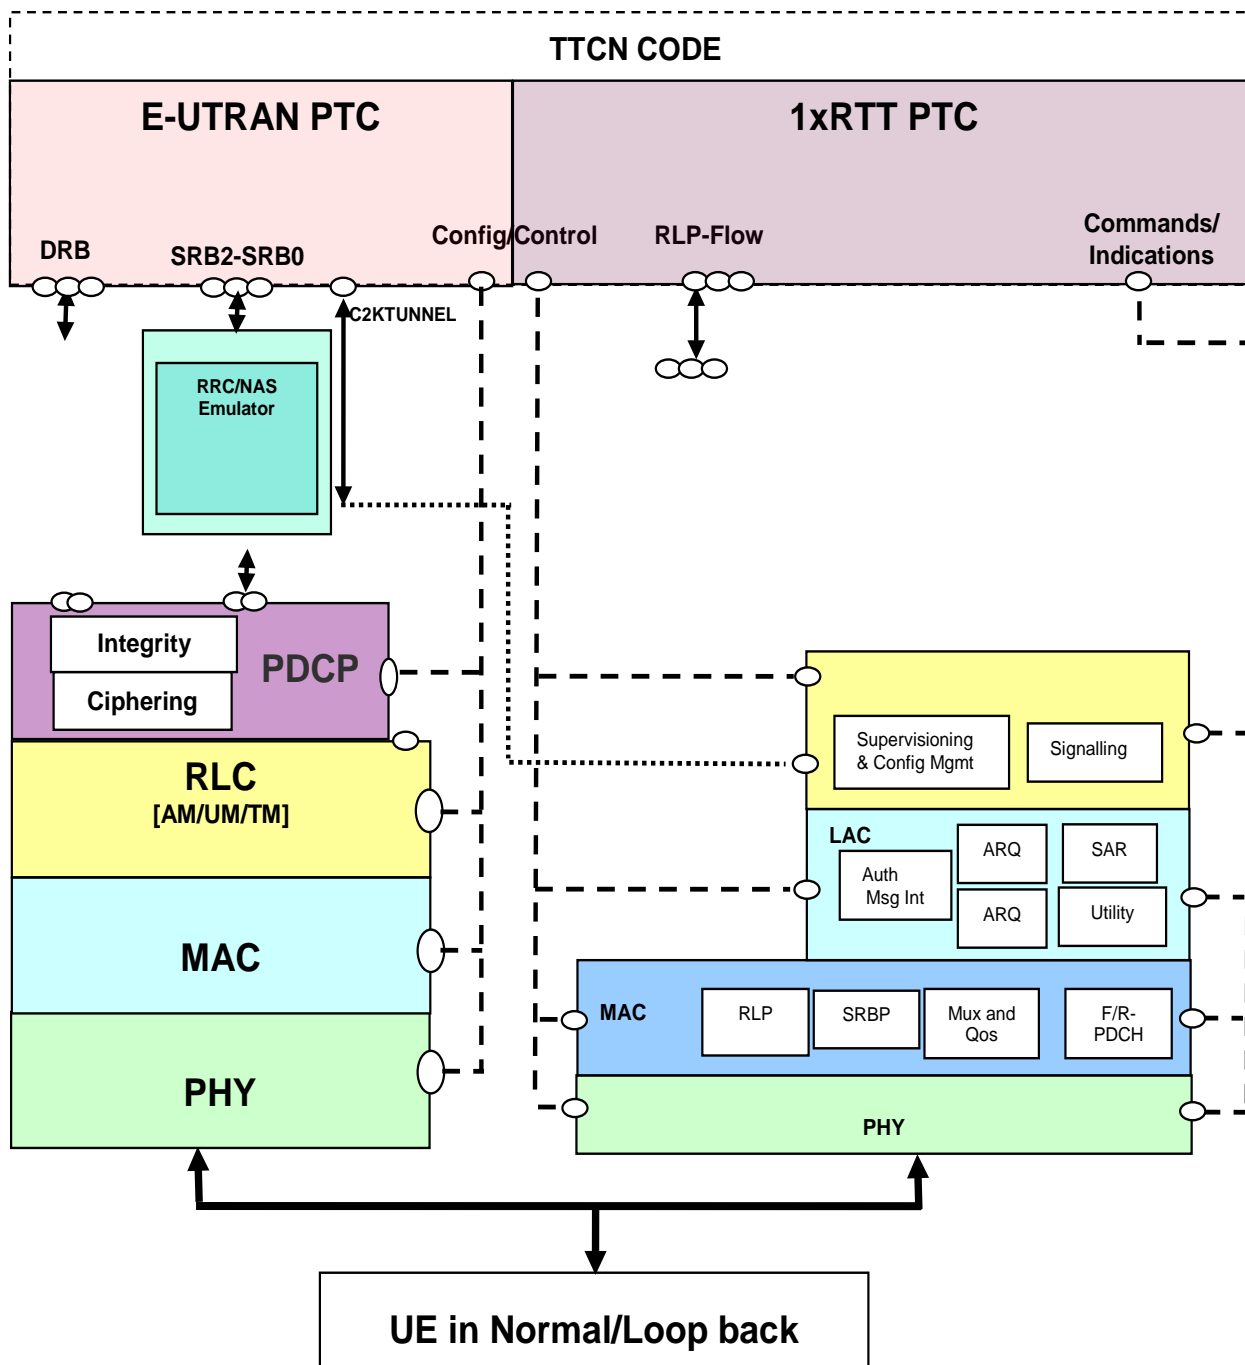 TTCN CODE
E-UTRAN PTC
1xRTT PTC
DRB
SRB2-SRB0
Config/Control
RLP-Flow
Commands/
Indications
C2KTUNNEL
RRC/NAS
Emulator
Integrity
Ciphering
PDCP
RLC
[AM/UM/TM]
MAC
PHY
Supervisioning
& Config Mgmt
Signalling
LAC
Auth
Msg Int
ARQ
SAR
ARQ
Utility
MAC
RLP
SRBP
Mux and
Qos
F/R-
PDCH
PHY
UE in Normal/Loop back